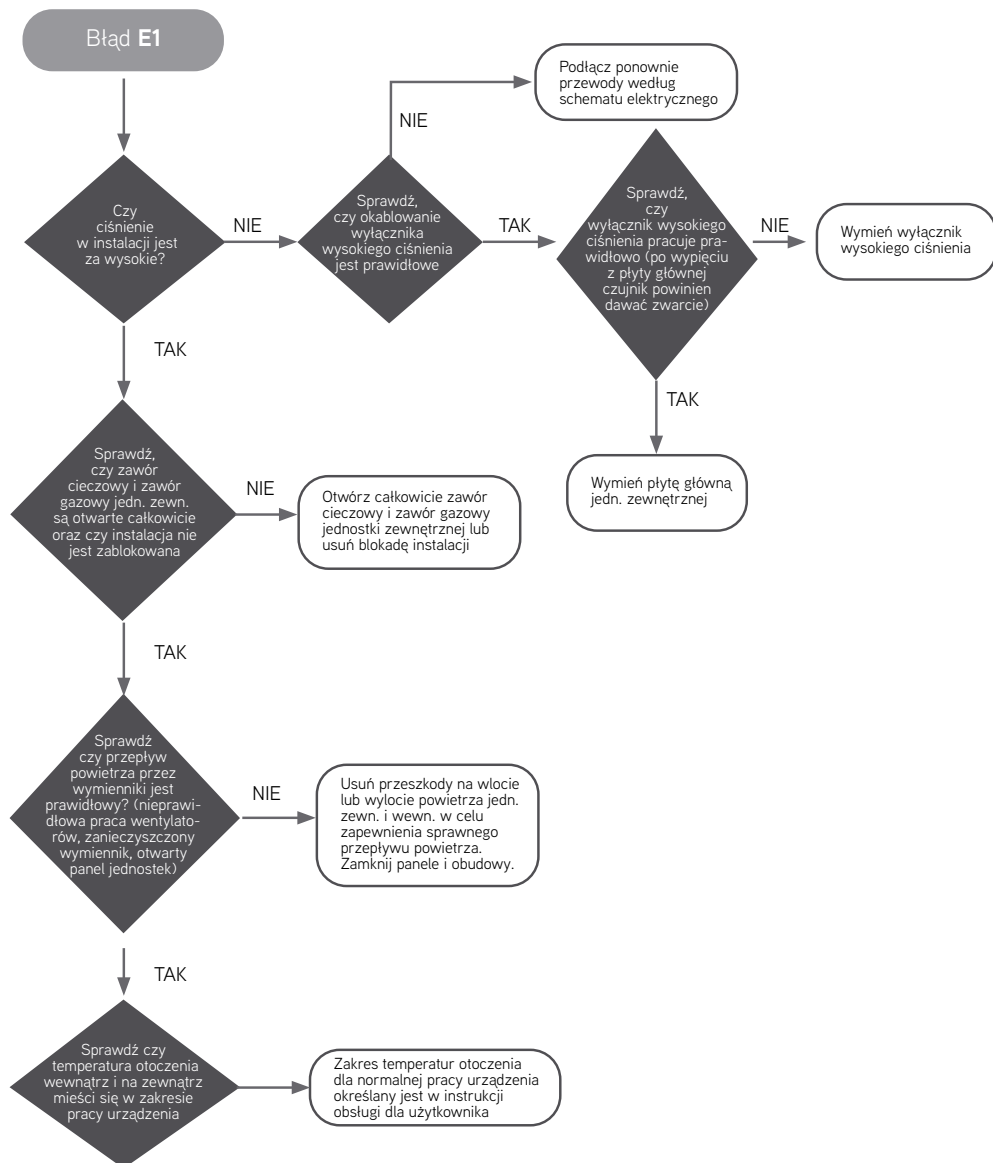 Błąd E1
Podłącz ponownie
przewody według
schematu elektrycznego
NIE
Czy
ciśnienie
w instalacji jest
za wysokie?
NIE
Sprawdź,
czy okablowanie
wyłącznika
wysokiego ciśnienia
jest prawidłowe
TAK
Sprawdź,
czy
wyłącznik wysokiego
ciśnienia pracuje pra-
widłowo (po wypięciu
z płyty głównej
czujnik powinien
dawać zwarcie)
NIE
Wymień wyłącznik
wysokiego ciśnienia
TAK
TAK
Wymień płytę główną
jedn. zewnętrznej
Sprawdź,
czy zawór
cieczowy i zawór
gazowy jedn. zewn.
są otwarte całkowicie
oraz czy instalacja nie
jest zablokowana
NIE
Otwórz całkowicie zawór
cieczowy i zawór gazowy
jednostki zewnętrznej lub
usuń blokadę instalacji
TAK
Sprawdź
czy przepływ
powietrza przez
wymienniki jest
prawidłowy? (nieprawi-
dłowa praca wentylato-
rów, zanieczyszczony
wymiennik, otwarty
panel jednostek)
NIE
Usuń przeszkody na wlocie
lub wylocie powietrza jedn.
zewn. i wewn. w celu
zapewnienia sprawnego
przepływu powietrza.
Zamknij panele i obudowy.
TAK
Sprawdź czy
temperatura otoczenia
wewnątrz i na zewnątrz
mieści się w zakresie
pracy urządzenia
Zakres temperatur otoczenia
dla normalnej pracy urządzenia
określany jest w instrukcji
obsługi dla użytkownika